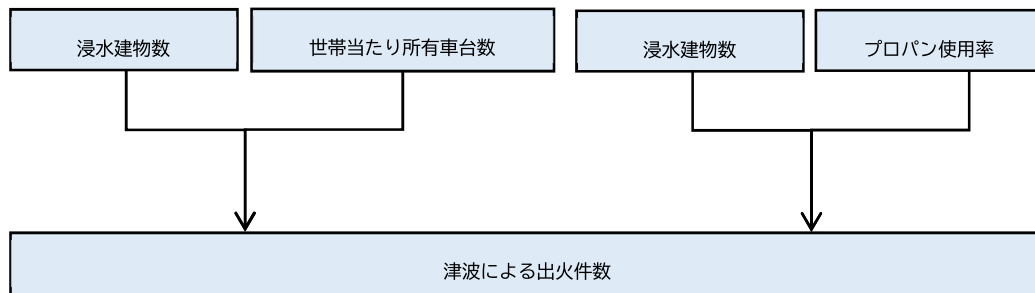 浸水建物数
世帯当たり所有車台数
浸水建物数
プロパン使用率
津波による出火件数